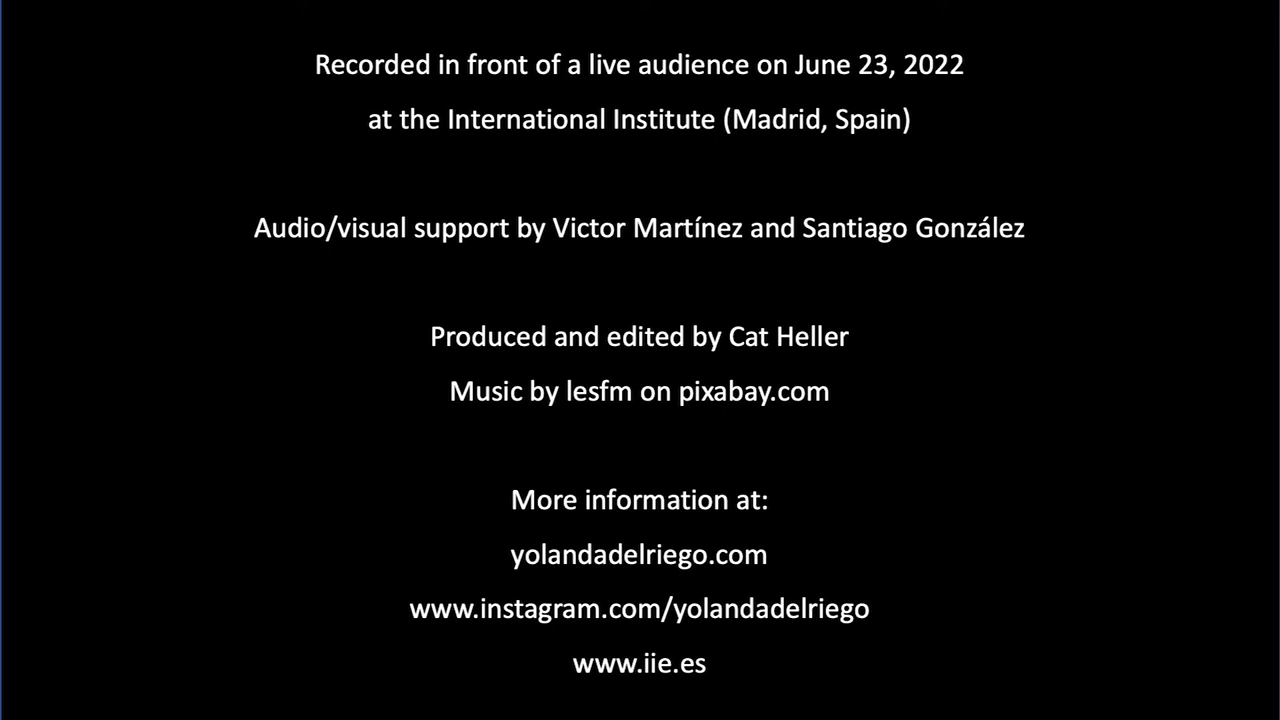 Recorded in front of a live audience on June 23, 2022
at the International Institute (Madrid, Spain)
Audio/visual support by Victor Martínez and Santiago González
Produced and edited by Cat Heller
Music by lesfm on pixabay.com
More information at:
yolandadelriego.com
www.instagram.com/yolandadelriego
www.iie.es